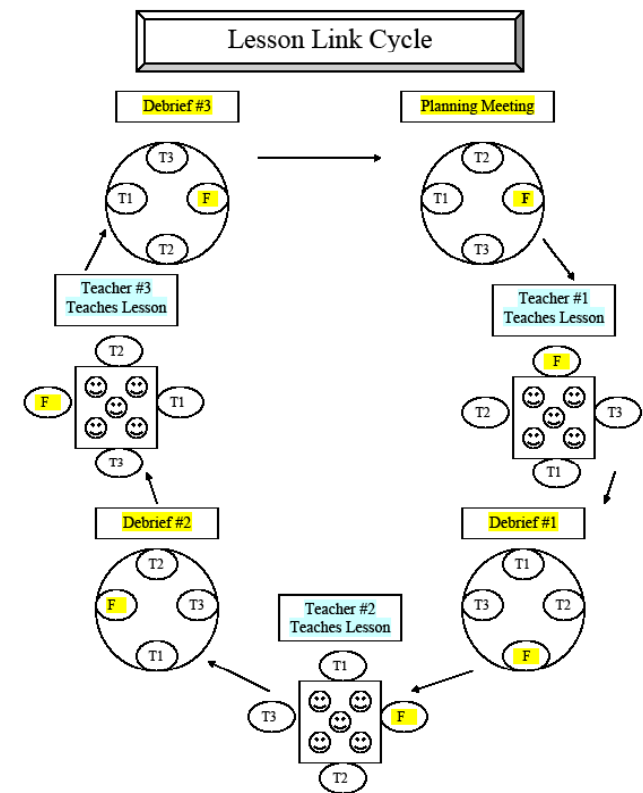 Lesson Link Cycle
Debrief #3
Planning Meeting
T3
T1
F
T2
T2
T1
F
T3
Teacher #3
Teaches Lesson
Teacher #1
Teaches Lesson
T2
F
T1
T3
F
T2
T3
T1
Debrief #2
Debrief #1
T2
F
T3
T1
T1
T3
T2
F
Teacher #2
Teaches Lesson
T1
T3
F
T2